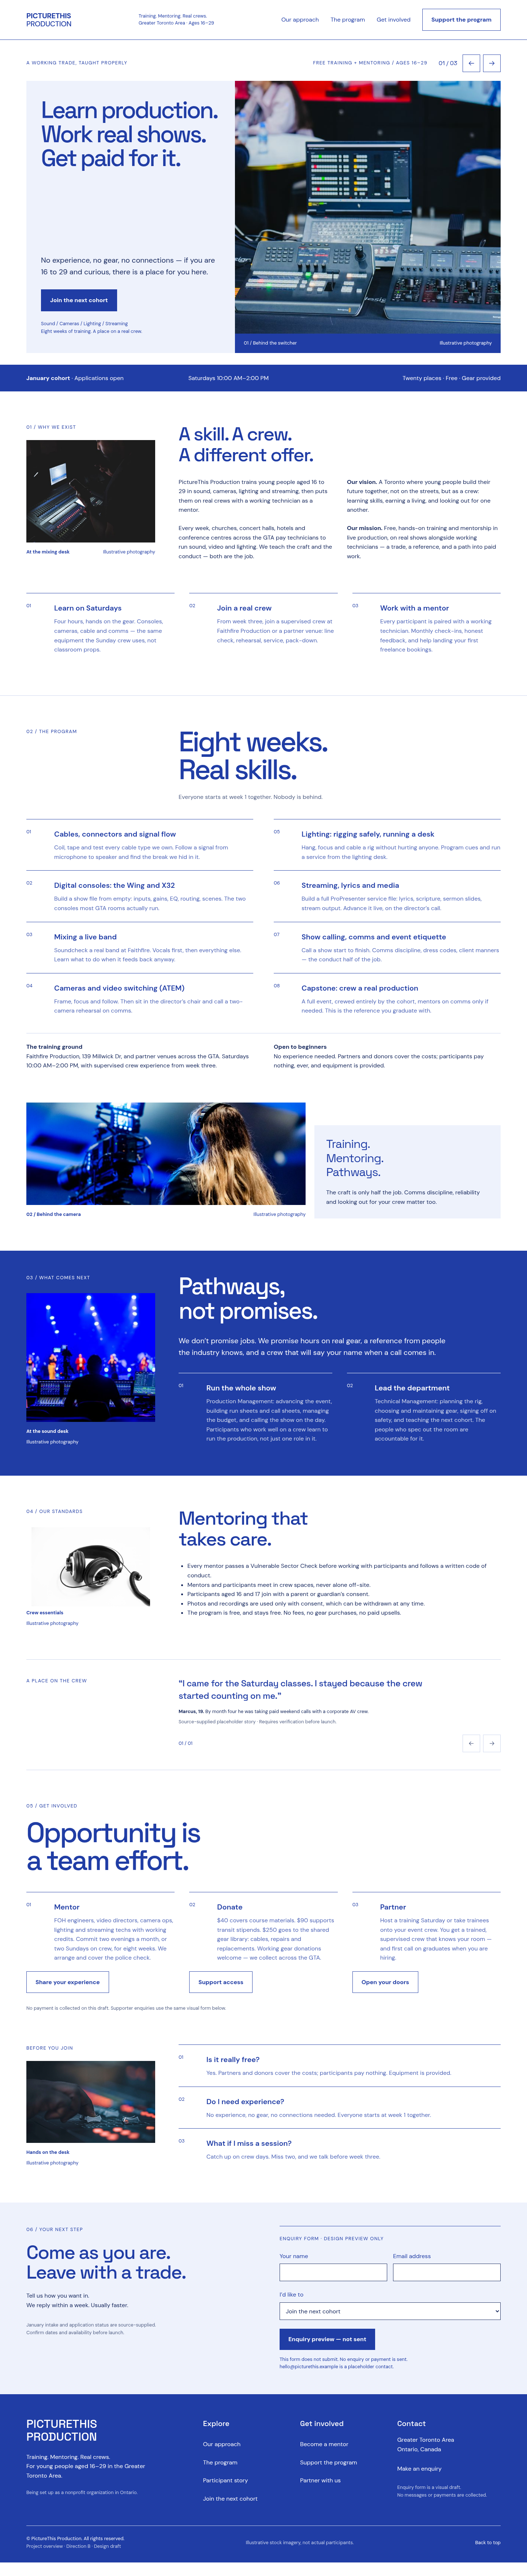 PICTURETHIS
PRODUCTION
Training. Mentoring. Real crews.
Greater Toronto Area · Ages 16–29
Our approach
The program
Get involved
Support the program
A WORKING TRADE, TAUGHT PROPERLY
FREE TRAINING + MENTORING / AGES 16–29
01 / 03
←
→
Learn production.
Work real shows.
Get paid for it.
No experience, no gear, no connections — if you are
16 to 29 and curious, there is a place for you here.
Join the next cohort
Sound / Cameras / Lighting / Streaming
Eight weeks of training. A place on a real crew.
01 / Behind the switcher
Illustrative photography
January cohort · Applications open
Saturdays 10:00 AM–2:00 PM
Twenty places · Free · Gear provided
01 / WHY WE EXIST
At the mixing desk
Illustrative photography
A skill. A crew.
A different offer.
PictureThis Production trains young people aged 16 to
29 in sound, cameras, lighting and streaming, then puts
them on real crews with a working technician as a
mentor.
Every week, churches, concert halls, hotels and
conference centres across the GTA pay technicians to
run sound, video and lighting. We teach the craft and the
conduct — both are the job.
Our vision. A Toronto where young people build their
future together, not on the streets, but as a crew:
learning skills, earning a living, and looking out for one
another.
Our mission. Free, hands-on training and mentorship in
live production, on real shows alongside working
technicians — a trade, a reference, and a path into paid
work.
01
Learn on Saturdays
Four hours, hands on the gear. Consoles,
cameras, cable and comms — the same
equipment the Sunday crew uses, not
classroom props.
02
Join a real crew
From week three, join a supervised crew at
Faithfire Production or a partner venue: line
check, rehearsal, service, pack-down.
03
Work with a mentor
Every participant is paired with a working
technician. Monthly check-ins, honest
feedback, and help landing your first
freelance bookings.
02 / THE PROGRAM
Eight weeks.
Real skills.
Everyone starts at week 1 together. Nobody is behind.
01
Cables, connectors and signal flow
Coil, tape and test every cable type we own. Follow a signal from
microphone to speaker and find the break we hid in it.
02
Digital consoles: the Wing and X32
Build a show file from empty: inputs, gains, EQ, routing, scenes. The two
consoles most GTA rooms actually run.
03
Mixing a live band
Soundcheck a real band at Faithfire. Vocals first, then everything else.
Learn what to do when it feeds back anyway.
04
Cameras and video switching (ATEM)
Frame, focus and follow. Then sit in the director's chair and call a two-
camera rehearsal on comms.
05
Lighting: rigging safely, running a desk
Hang, focus and cable a rig without hurting anyone. Program cues and run
a service from the lighting desk.
06
Streaming, lyrics and media
Build a full ProPresenter service file: lyrics, scripture, sermon slides,
stream output. Advance it live, on the director's call.
07
Show calling, comms and event etiquette
Call a show start to finish. Comms discipline, dress codes, client manners
— the conduct half of the job.
08
Capstone: crew a real production
A full event, crewed entirely by the cohort, mentors on comms only if
needed. This is the reference you graduate with.
The training ground
Faithfire Production, 139 Millwick Dr, and partner venues across the GTA. Saturdays
10:00 AM–2:00 PM, with supervised crew experience from week three.
Open to beginners
No experience needed. Partners and donors cover the costs; participants pay
nothing, ever, and equipment is provided.
02 / Behind the camera
Illustrative photography
Training.
Mentoring.
Pathways.
The craft is only half the job. Comms discipline, reliability
and looking out for your crew matter too.
03 / WHAT COMES NEXT
At the sound desk
Illustrative photography
Pathways,
not promises.
We don't promise jobs. We promise hours on real gear, a reference from people
the industry knows, and a crew that will say your name when a call comes in.
01
Run the whole show
Production Management: advancing the event,
building run sheets and call sheets, managing
the budget, and calling the show on the day.
Participants who work well on a crew learn to
run the production, not just one role in it.
02
Lead the department
Technical Management: planning the rig,
choosing and maintaining gear, signing off on
safety, and teaching the next cohort. The
people who spec out the room are
accountable for it.
04 / OUR STANDARDS
Crew essentials
Illustrative photography
Mentoring that
takes care.
• Every mentor passes a Vulnerable Sector Check before working with participants and follows a written code of
conduct.
• Mentors and participants meet in crew spaces, never alone off-site.
• Participants aged 16 and 17 join with a parent or guardian's consent.
• Photos and recordings are used only with consent, which can be withdrawn at any time.
• The program is free, and stays free. No fees, no gear purchases, no paid upsells.
A PLACE ON THE CREW
“I came for the Saturday classes. I stayed because the crew
started counting on me.”
Marcus, 19. By month four he was taking paid weekend calls with a corporate AV crew.
Source-supplied placeholder story · Requires verification before launch.
01 / 01
←
→
05 / GET INVOLVED
Opportunity is
a team effort.
01
Mentor
FOH engineers, video directors, camera ops,
lighting and streaming techs with working
credits. Commit two evenings a month, or
two Sundays on crew, for eight weeks. We
arrange and cover the police check.
Share your experience
02
Donate
$40 covers course materials. $90 supports
transit stipends. $250 goes to the shared
gear library: cables, repairs and
replacements. Working gear donations
welcome — we collect across the GTA.
Support access
03
Partner
Host a training Saturday or take trainees
onto your next event crew. You get a trained,
supervised crew that knows your room —
and first call on graduates when you are
hiring.
Open your doors
No payment is collected on this draft. Supporter enquiries use the same visual form below.
BEFORE YOU JOIN
Hands on the desk
Illustrative photography
01
Is it really free?
Yes. Partners and donors cover the costs; participants pay nothing. Equipment is provided.
02
Do I need experience?
No experience, no gear, no connections needed. Everyone starts at week 1 together.
03
What if I miss a session?
Catch up on crew days. Miss two, and we talk before week three.
06 / YOUR NEXT STEP
Come as you are.
Leave with a trade.
Tell us how you want in.
We reply within a week. Usually faster.
January intake and application status are source-supplied.
Confirm dates and availability before launch.
ENQUIRY FORM · DESIGN PREVIEW ONLY
Your name
Email address
I'd like to
Join the next cohort
Enquiry preview — not sent
This form does not submit. No enquiry or payment is sent.
hello@picturethis.example is a placeholder contact.
PICTURETHIS
PRODUCTION
Training. Mentoring. Real crews.
For young people aged 16–29 in the Greater
Toronto Area.
Being set up as a nonprofit organization in Ontario.
Explore
Our approach
The program
Participant story
Join the next cohort
Get involved
Become a mentor
Support the program
Partner with us
Contact
Greater Toronto Area
Ontario, Canada
Make an enquiry
Enquiry form is a visual draft.
No messages or payments are collected.
© PictureThis Production. All rights reserved.
Project overview · Direction B · Design draft
Illustrative stock imagery, not actual participants.
Back to top